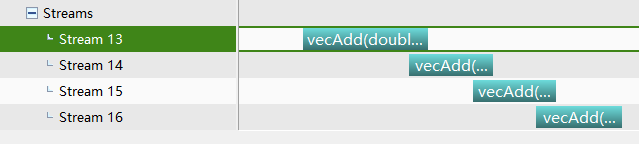 Streams
Stream 13 vecAdd(doubl...
Stream 14 vecAdd(...
Stream 15 vecAdd(...
Stream 16 vecAdd(...